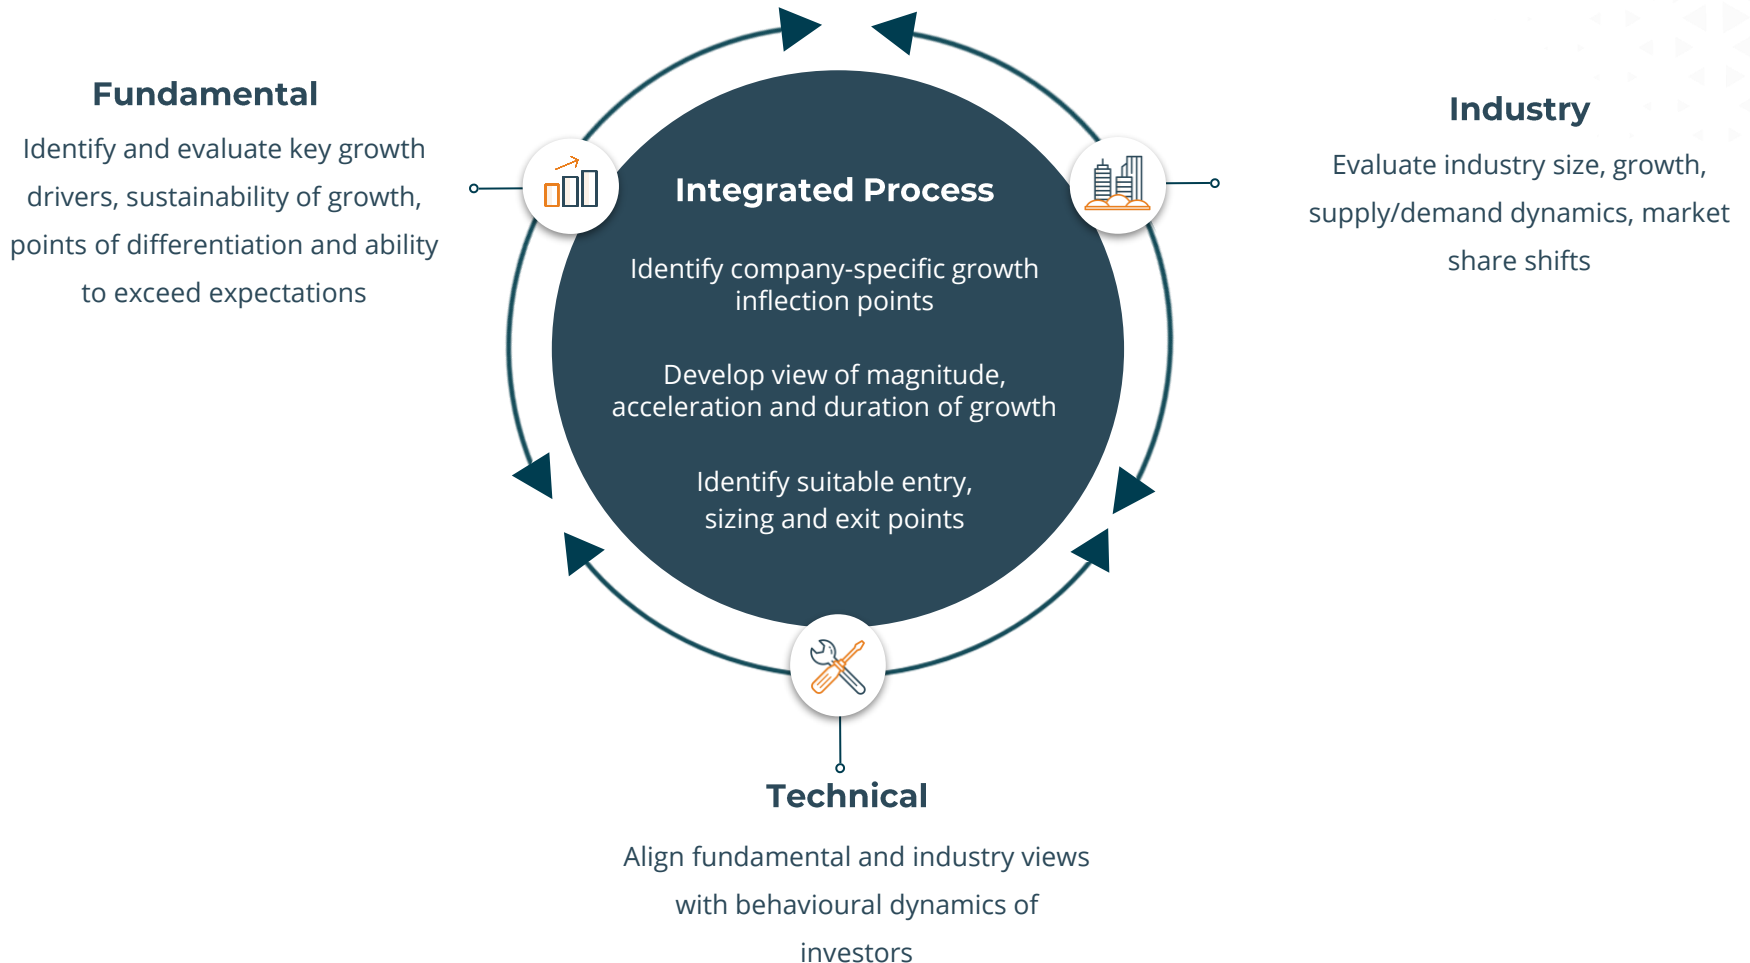 Fundamental
Identify and evaluate key growth
drivers, sustainability of growth,
points of differentiation and ability
to exceed expectations
Integrated Process
Identify company-specific growth
inflection points
Develop view of magnitude,
acceleration and duration of growth
Identify suitable entry,
sizing and exit points
Industry
Evaluate industry size, growth,
supply/demand dynamics, market
share shifts
Technical
Align fundamental and industry views
with behavioural dynamics of
investors